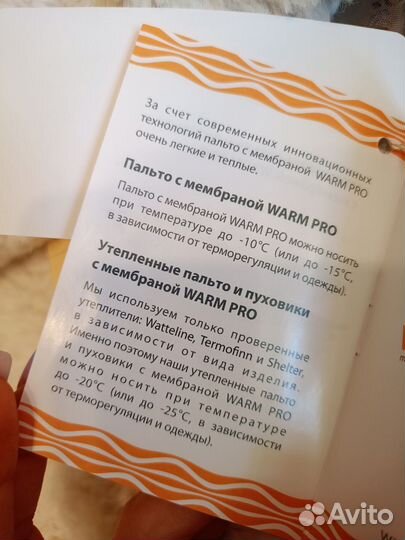 За счет современных инновационных
технологий пальто с мембраной WARM PRO
очень легкие и теплые.
Пальто с мембраной WARM PRO
Пальто с мембраной WARM PRO можно носить
при температуре до -10°С (или до -15°С,
в зависимости от терморегуляции и одежды).
Утепленные пальто и пуховики
с мембраной WARM PRO
Мы используем только проверенные
утеплители: Watteline, Termofinn и Shelter,
в зависимости от вида изделия.
Именно поэтому наши утепленные пальто
и пуховики с мембраной WARM PRO
можно носить при температуре
до -20°С (или до -25°С, в зависимости
от терморегуляции и одежды).
Avito